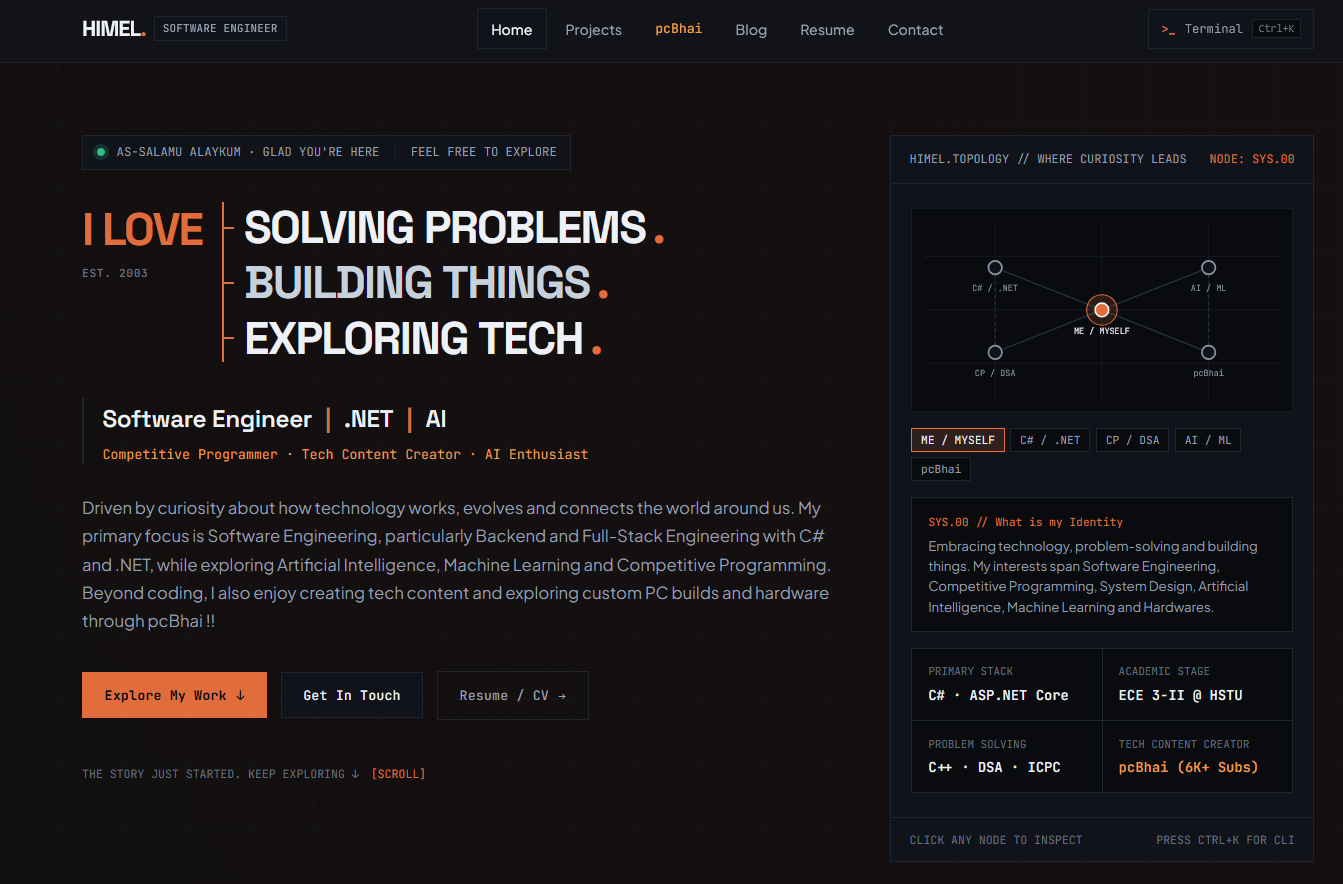 HIMEL. SOFTWARE ENGINEER
Home Projects pcBhai Blog Resume Contact
>_ Terminal Ctrl+K
AS-SALAMU ALAYKUM · GLAD YOU'RE HERE | FEEL FREE TO EXPLORE
I LOVE
EST. 2003
SOLVING PROBLEMS.
BUILDING THINGS.
EXPLORING TECH.
Software Engineer | .NET | AI
Competitive Programmer · Tech Content Creator · AI Enthusiast
Driven by curiosity about how technology works, evolves and connects the world around us. My
primary focus is Software Engineering, particularly Backend and Full-Stack Engineering with C#
and .NET, while exploring Artificial Intelligence, Machine Learning and Competitive Programming.
Beyond coding, I also enjoy creating tech content and exploring custom PC builds and hardware
through pcBhai !!
Explore My Work ↓
Get In Touch
Resume / CV →
THE STORY JUST STARTED. KEEP EXPLORING ↓ [SCROLL]
HIMEL.TOPOLOGY // WHERE CURIOSITY LEADS NODE: SYS.00
C# / .NET
AI / ML
ME / MYSELF
CP / DSA
pcBhai
ME / MYSELF C# / .NET CP / DSA AI / ML
pcBhai
SYS.00 // What is my Identity
Embracing technology, problem-solving and building
things. My interests span Software Engineering,
Competitive Programming, System Design, Artificial
Intelligence, Machine Learning and Hardwares.
PRIMARY STACK
C# · ASP.NET Core
ACADEMIC STAGE
ECE 3-II @ HSTU
PROBLEM SOLVING
C++ · DSA · ICPC
TECH CONTENT CREATOR
pcBhai (6K+ Subs)
CLICK ANY NODE TO INSPECT PRESS CTRL+K FOR CLI